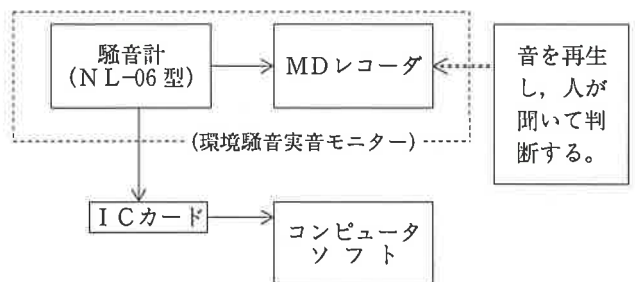 騒音計
(NL-06型)
MDレコーダ
音を再生
し，人が
聞いて判
断する。
(環境騒音実音モニター)
ICカード
コンピュータ
ソフト